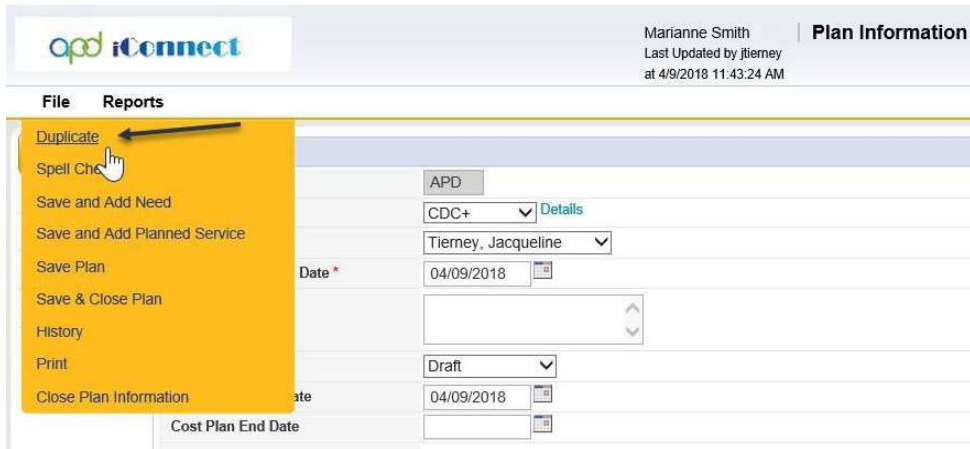 apd iConnect
Marianne Smith
Last Updated by jtierney
at 4/9/2018 11:43:24 AM
Plan Information
File Reports
Duplicate
Spell Che
Save and Add Need
Save and Add Planned Service
Save Plan
Save & Close Plan
History
Print
Close Plan Information
APD
CDC+ Details
Tierney, Jacqueline
Date * 04/09/2018
Draft
ate 04/09/2018
Cost Plan End Date